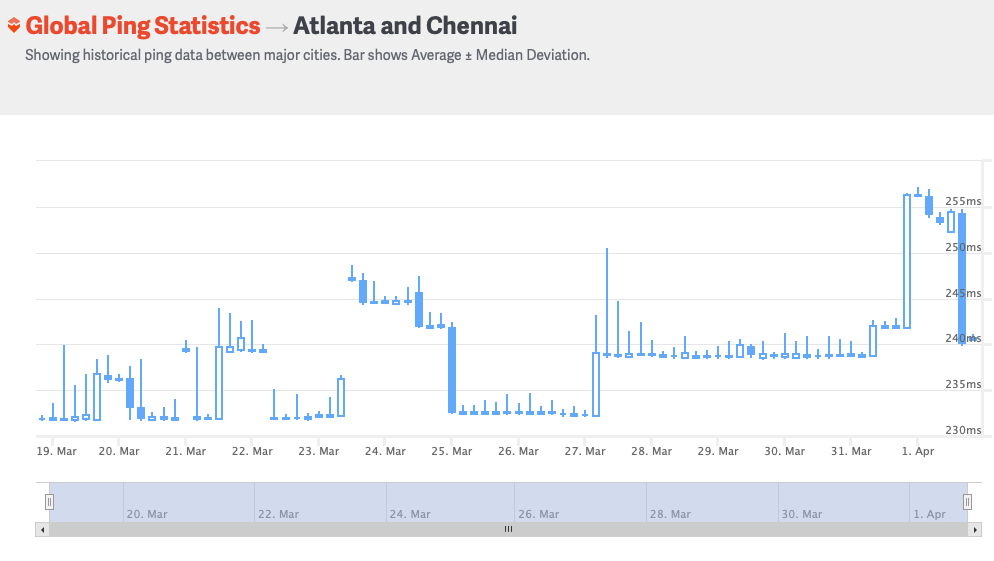 Global Ping Statistics → Atlanta and Chennai
Showing historical ping data between major cities. Bar shows Average ± Median Deviation.
255ms
250ms
245ms
240ms
235ms
230ms
19. Mar 20. Mar 21. Mar 22. Mar 23. Mar 24. Mar 25. Mar 26. Mar 27. Mar 28. Mar 29. Mar 30. Mar 31. Mar 1. Apr
20. Mar 22. Mar 24. Mar 26. Mar 28. Mar 30. Mar 1. Apr